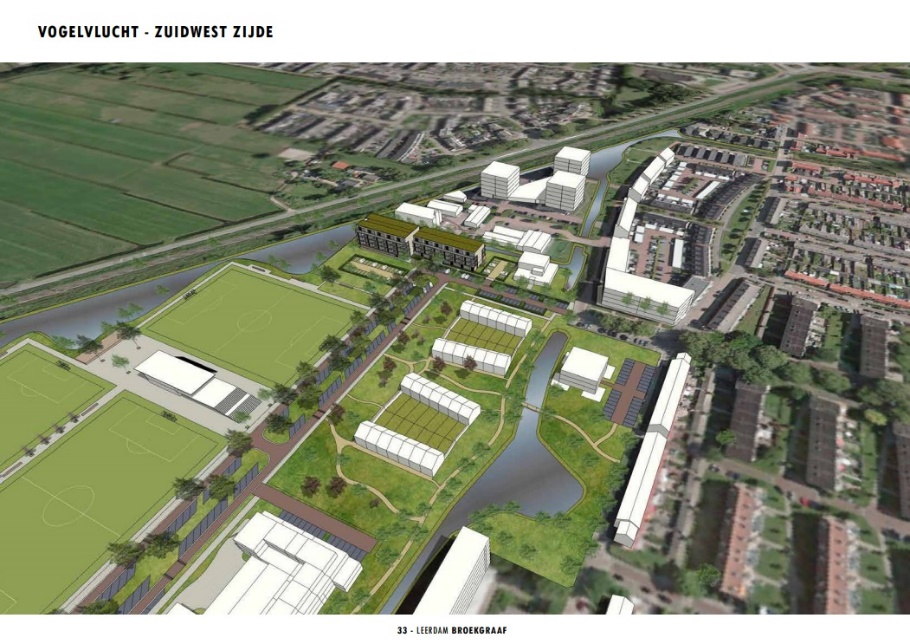 VOGELVLUCHT - ZUIDWEST ZIJDE
33 - LEERDAM BROEKGRAAF